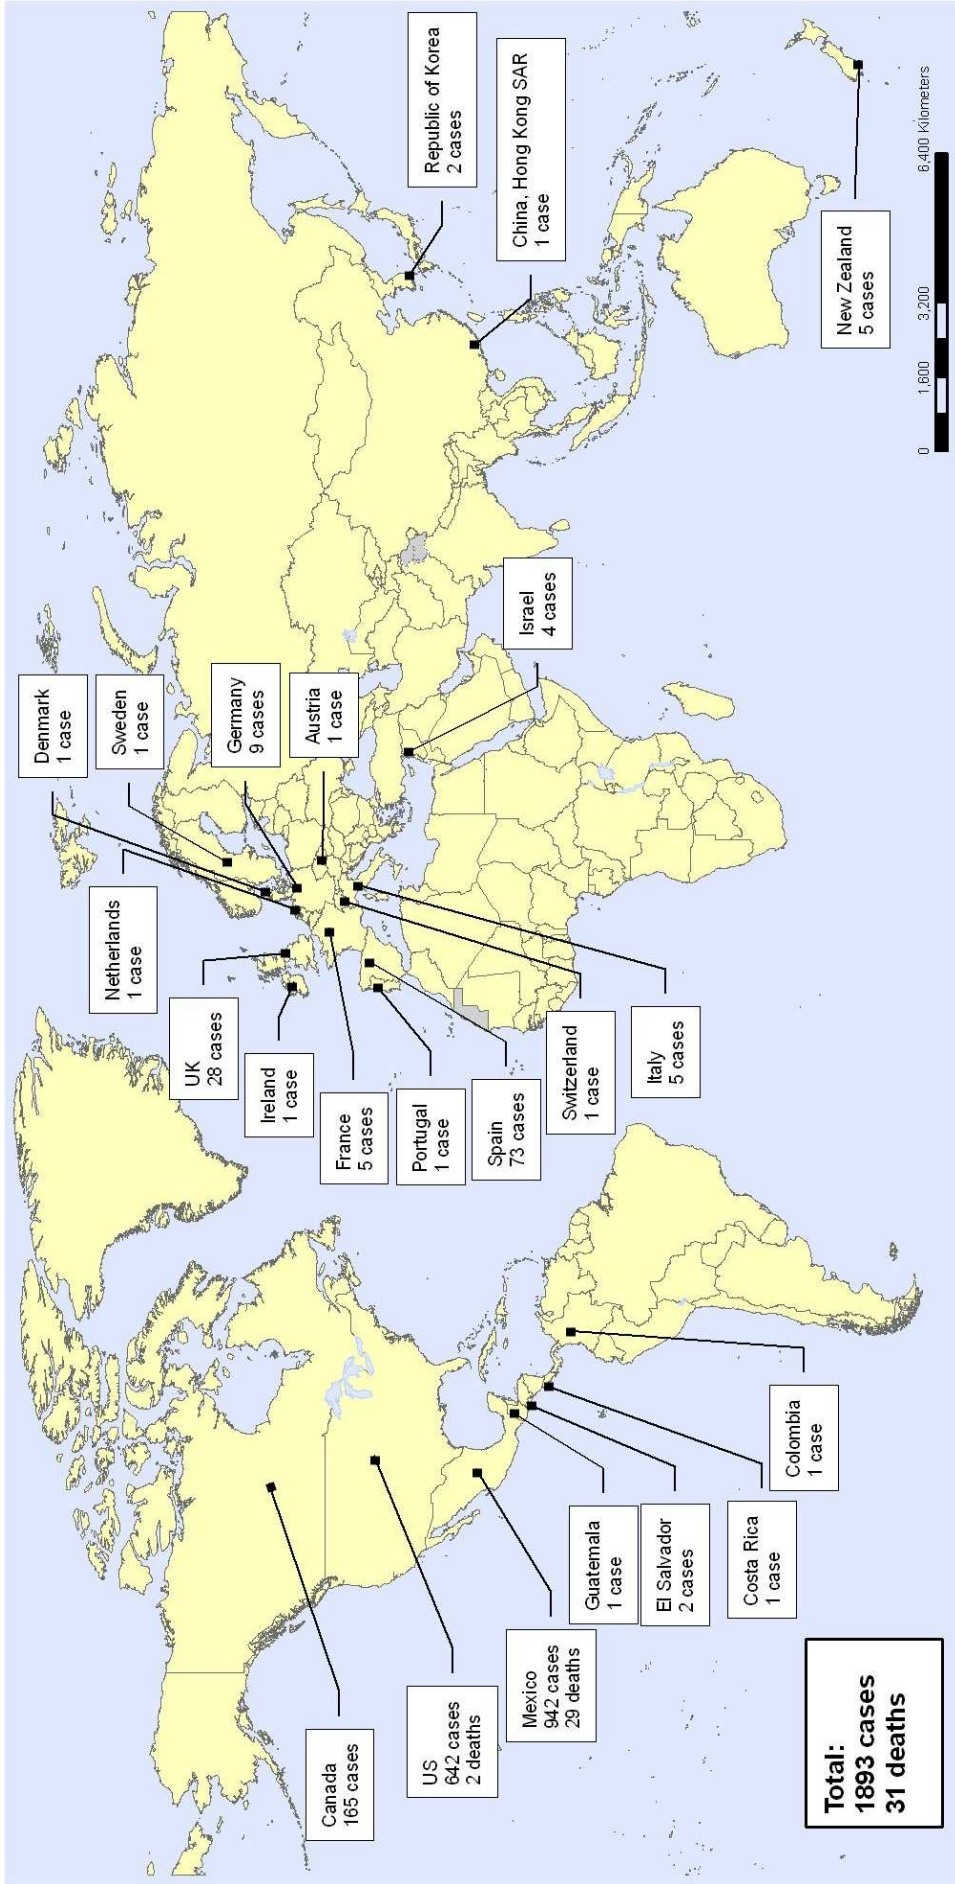 Canada
165 cases
US
642 cases
2 deaths
Mexico
942 cases
29 deaths
Guatemala
1 case
El Salvador
2 cases
Costa Rica
1 case
Colombia
1 case
Total:
1893 cases
31 deaths
Netherlands
1 case
UK
28 cases
Ireland
1 case
France
5 cases
Portugal
1 case
Spain
73 cases
Switzerland
1 case
Italy
5 cases
Denmark
1 case
Sweden
1 case
Germany
9 cases
Austria
1 case
Israel
4 cases
Republic of Korea
2 cases
China, Hong Kong SAR
1 case
New Zealand
5 cases
0 1,600 3,200 6,400 Kilometers